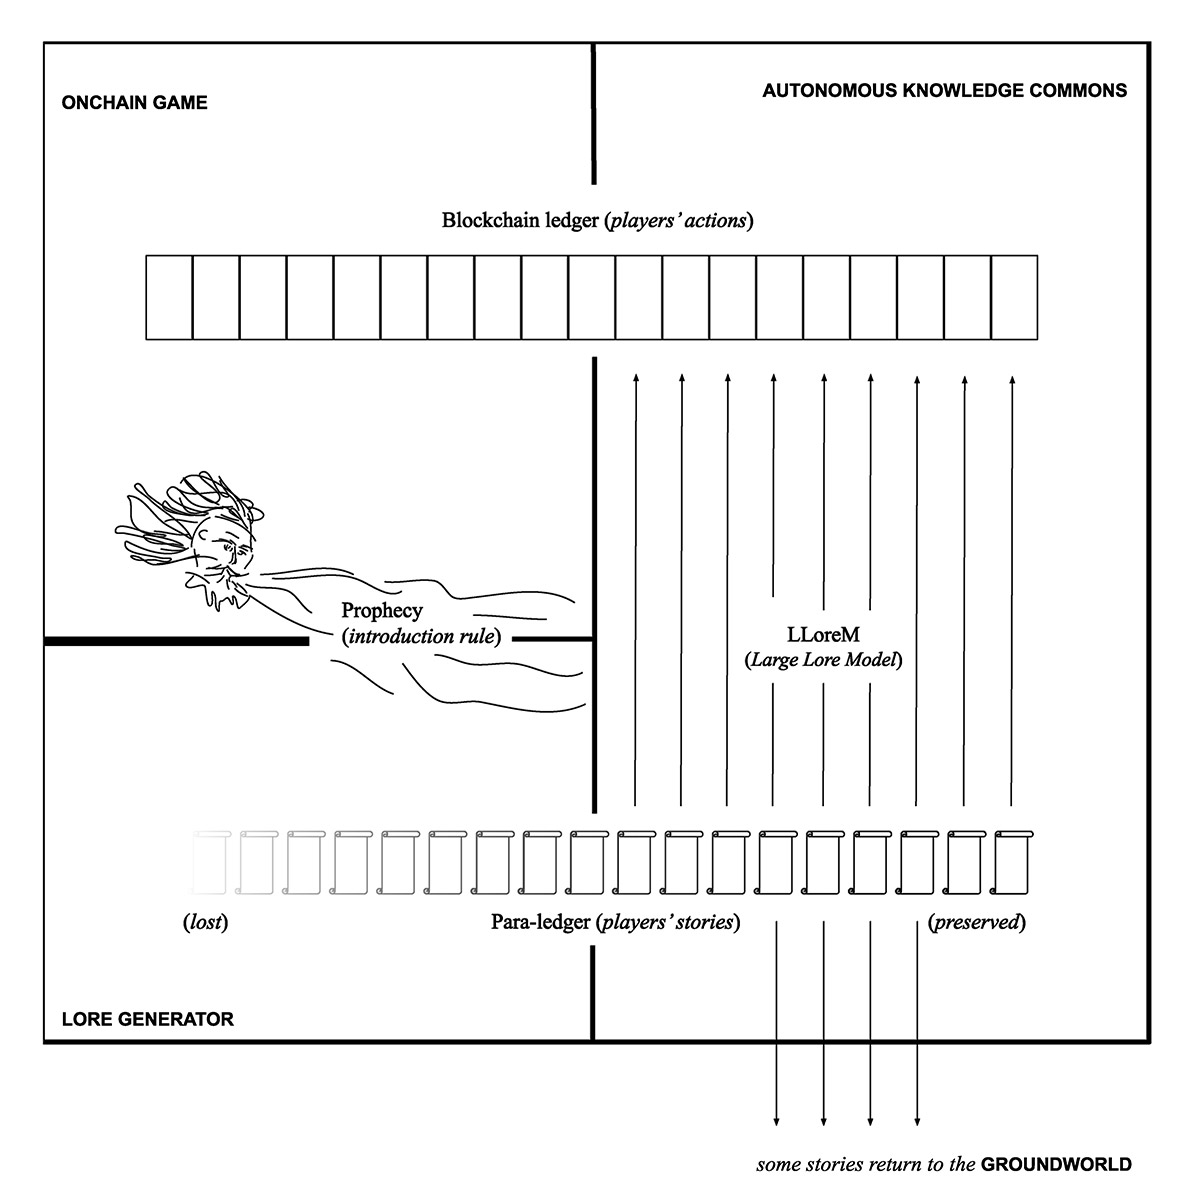 ONCHAIN GAME
AUTONOMOUS KNOWLEDGE COMMONS
Blockchain ledger (players’ actions)
Prophecy
(introduction rule)
LLoreM
(Large Lore Model)
(lost)
Para-ledger (players’ stories)
(preserved)
LORE GENERATOR
some stories return to the GROUNDWORLD